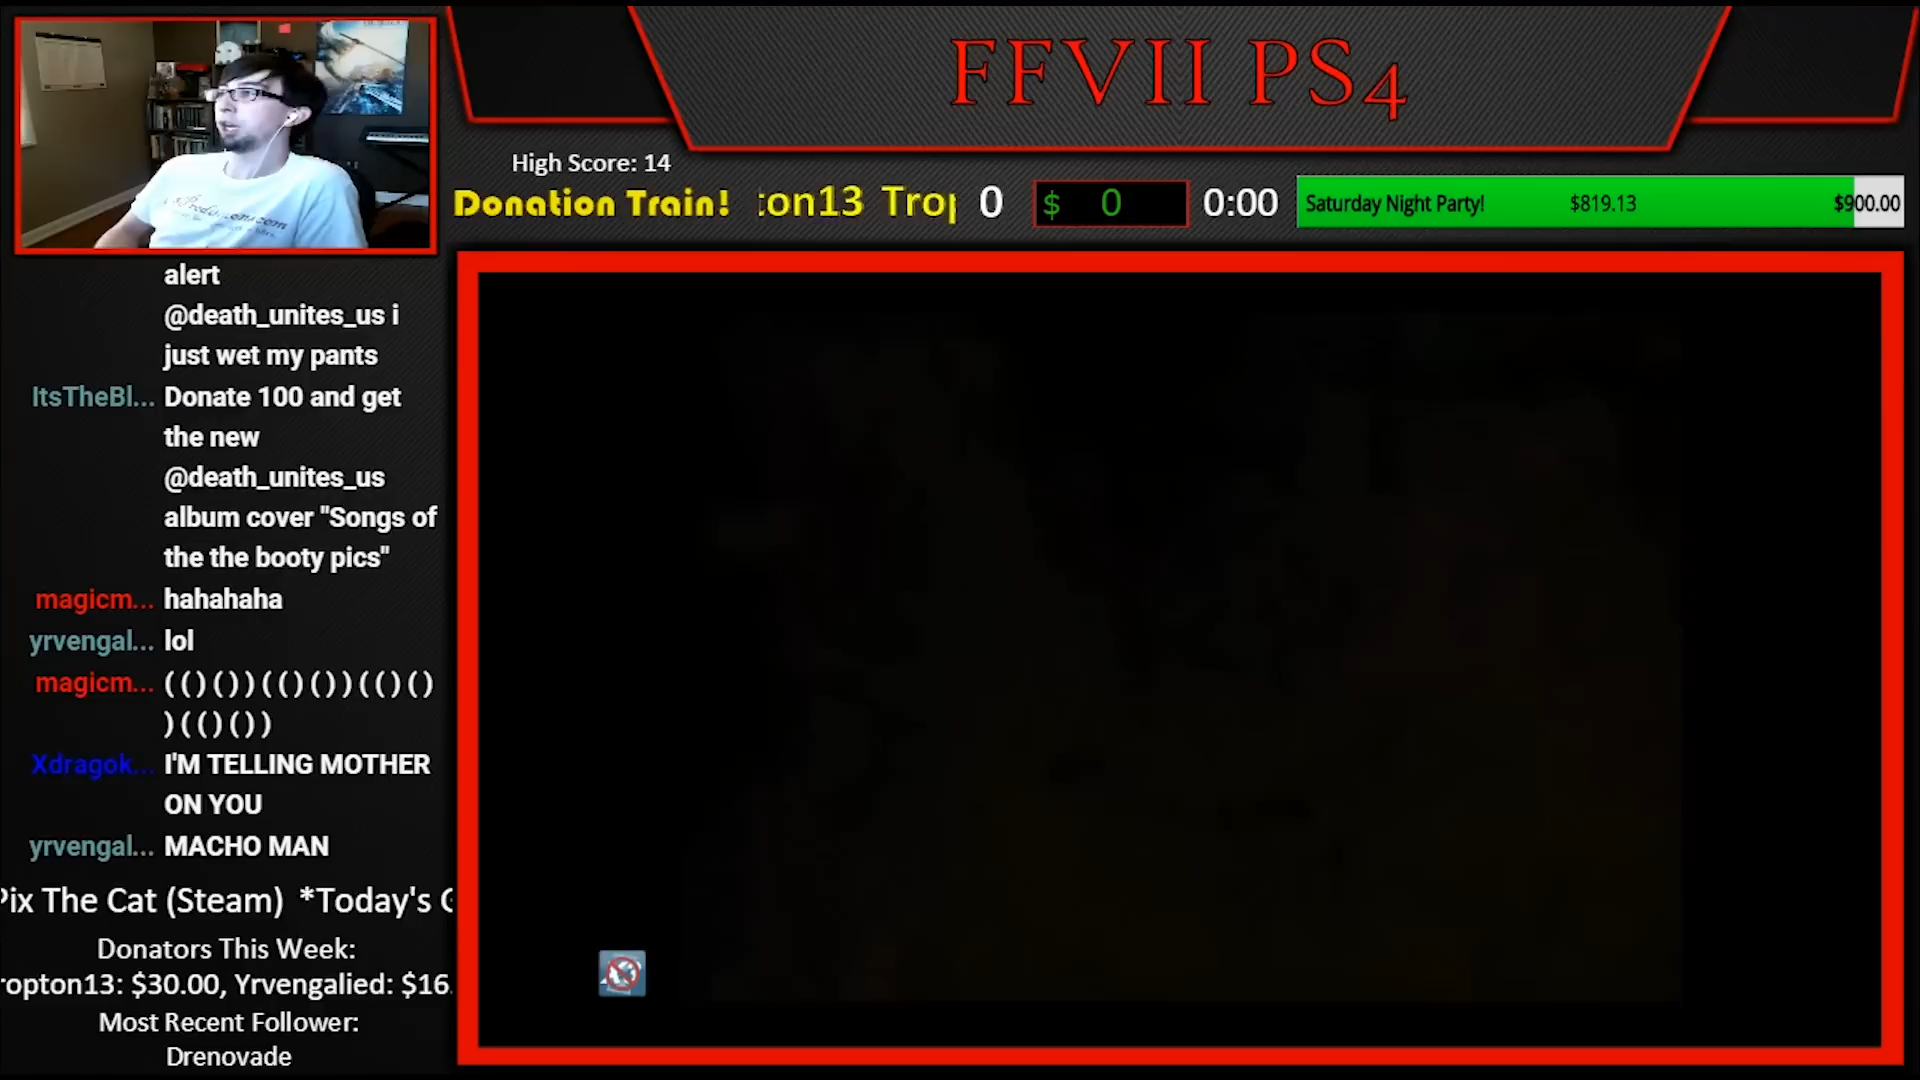 FFVII PS4
High Score: 14
Donation Train! ton13 Trop 0 $ 0 0:00 Saturday Night Party! $819.13 $900.00
alert
@death_unites_us i
just wet my pants
ItsTheBl... Donate 100 and get
the new
@death_unites_us
album cover "Songs of
the the booty pics"
magicm... hahahaha
yrvengal... lol
magicm... (()())(()())(()()
)(()())
Xdragok... I'M TELLING MOTHER
ON YOU
yrvengal... MACHO MAN
Pix The Cat (Steam) *Today's G
Donators This Week:
ropton13: $30.00, Yrvengalied: $16.
Most Recent Follower:
Drenovade